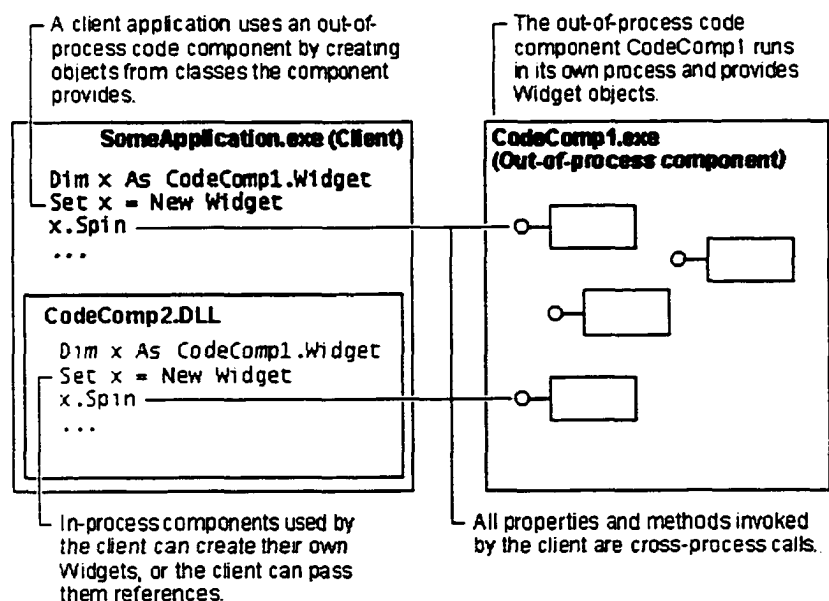 A client application uses an out-of-
process code component by creating
objects from classes the component
provides.
The out-of-process code
component CodeComp1 runs
in its own process and provides
Widget objects.
SomeApplication.exe (Client)
Dim x As CodeComp1.Widget
Set x = New Widget
x.Spin
...
CodeComp2.DLL
Dim x As CodeComp1.Widget
Set x = New Widget
x.Spin
...
CodeComp1.exe
(Out-of-process component)
In-process components used by
the client can create their own
Widgets, or the client can pass
them references.
All properties and methods invoked
by the client are cross-process calls.